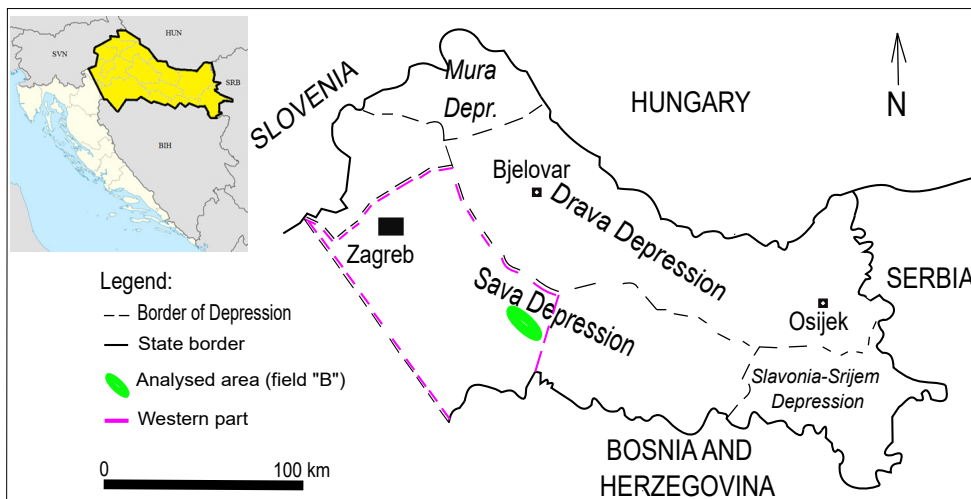 HUN
SVN
SRB
BIH
SLOVENIA
Mura
Depr.
HUNGARY
N
Bjelovar
Drava Depression
Zagreb
Sava Depression
SERBIA
Osijek
Slavonia-Srijem
Depression
BOSNIA AND
HERZEGOVINA
Legend:
Border of Depression
State border
Analysed area (field "B")
Western part
0 100 km